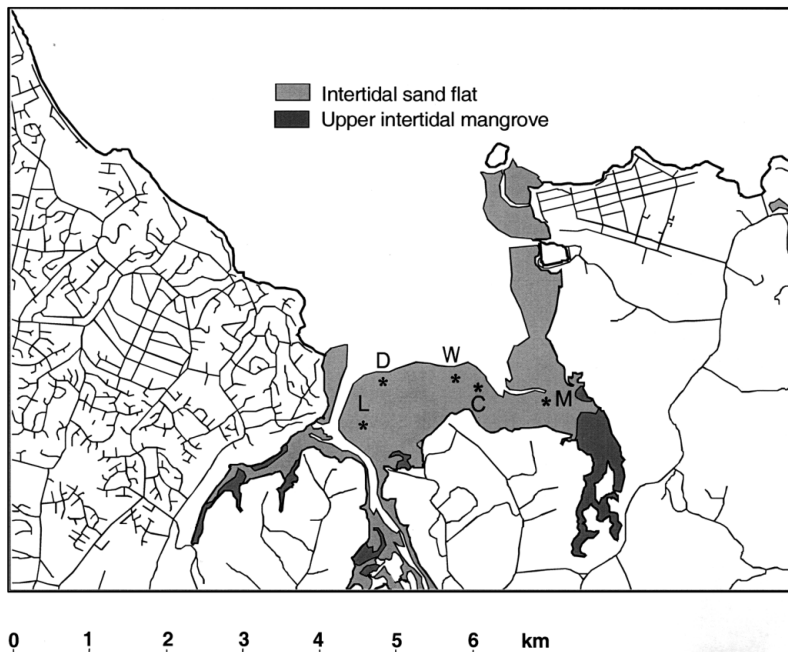 Intertidal sand flat
Upper intertidal mangrove
D
W
L
C
M
0 1 2 3 4 5 6 km